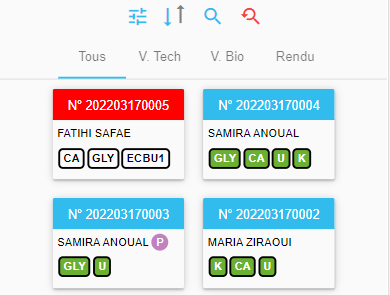 Tous V. Tech V. Bio Rendu
N° 202203170005
FATIHI SAFAE
CA GLY ECBU1
N° 202203170004
SAMIRA ANOUAL
GLY CA U K
N° 202203170003
SAMIRA ANOUAL P
GLY U
N° 202203170002
MARIA ZIRAOUI
K CA U